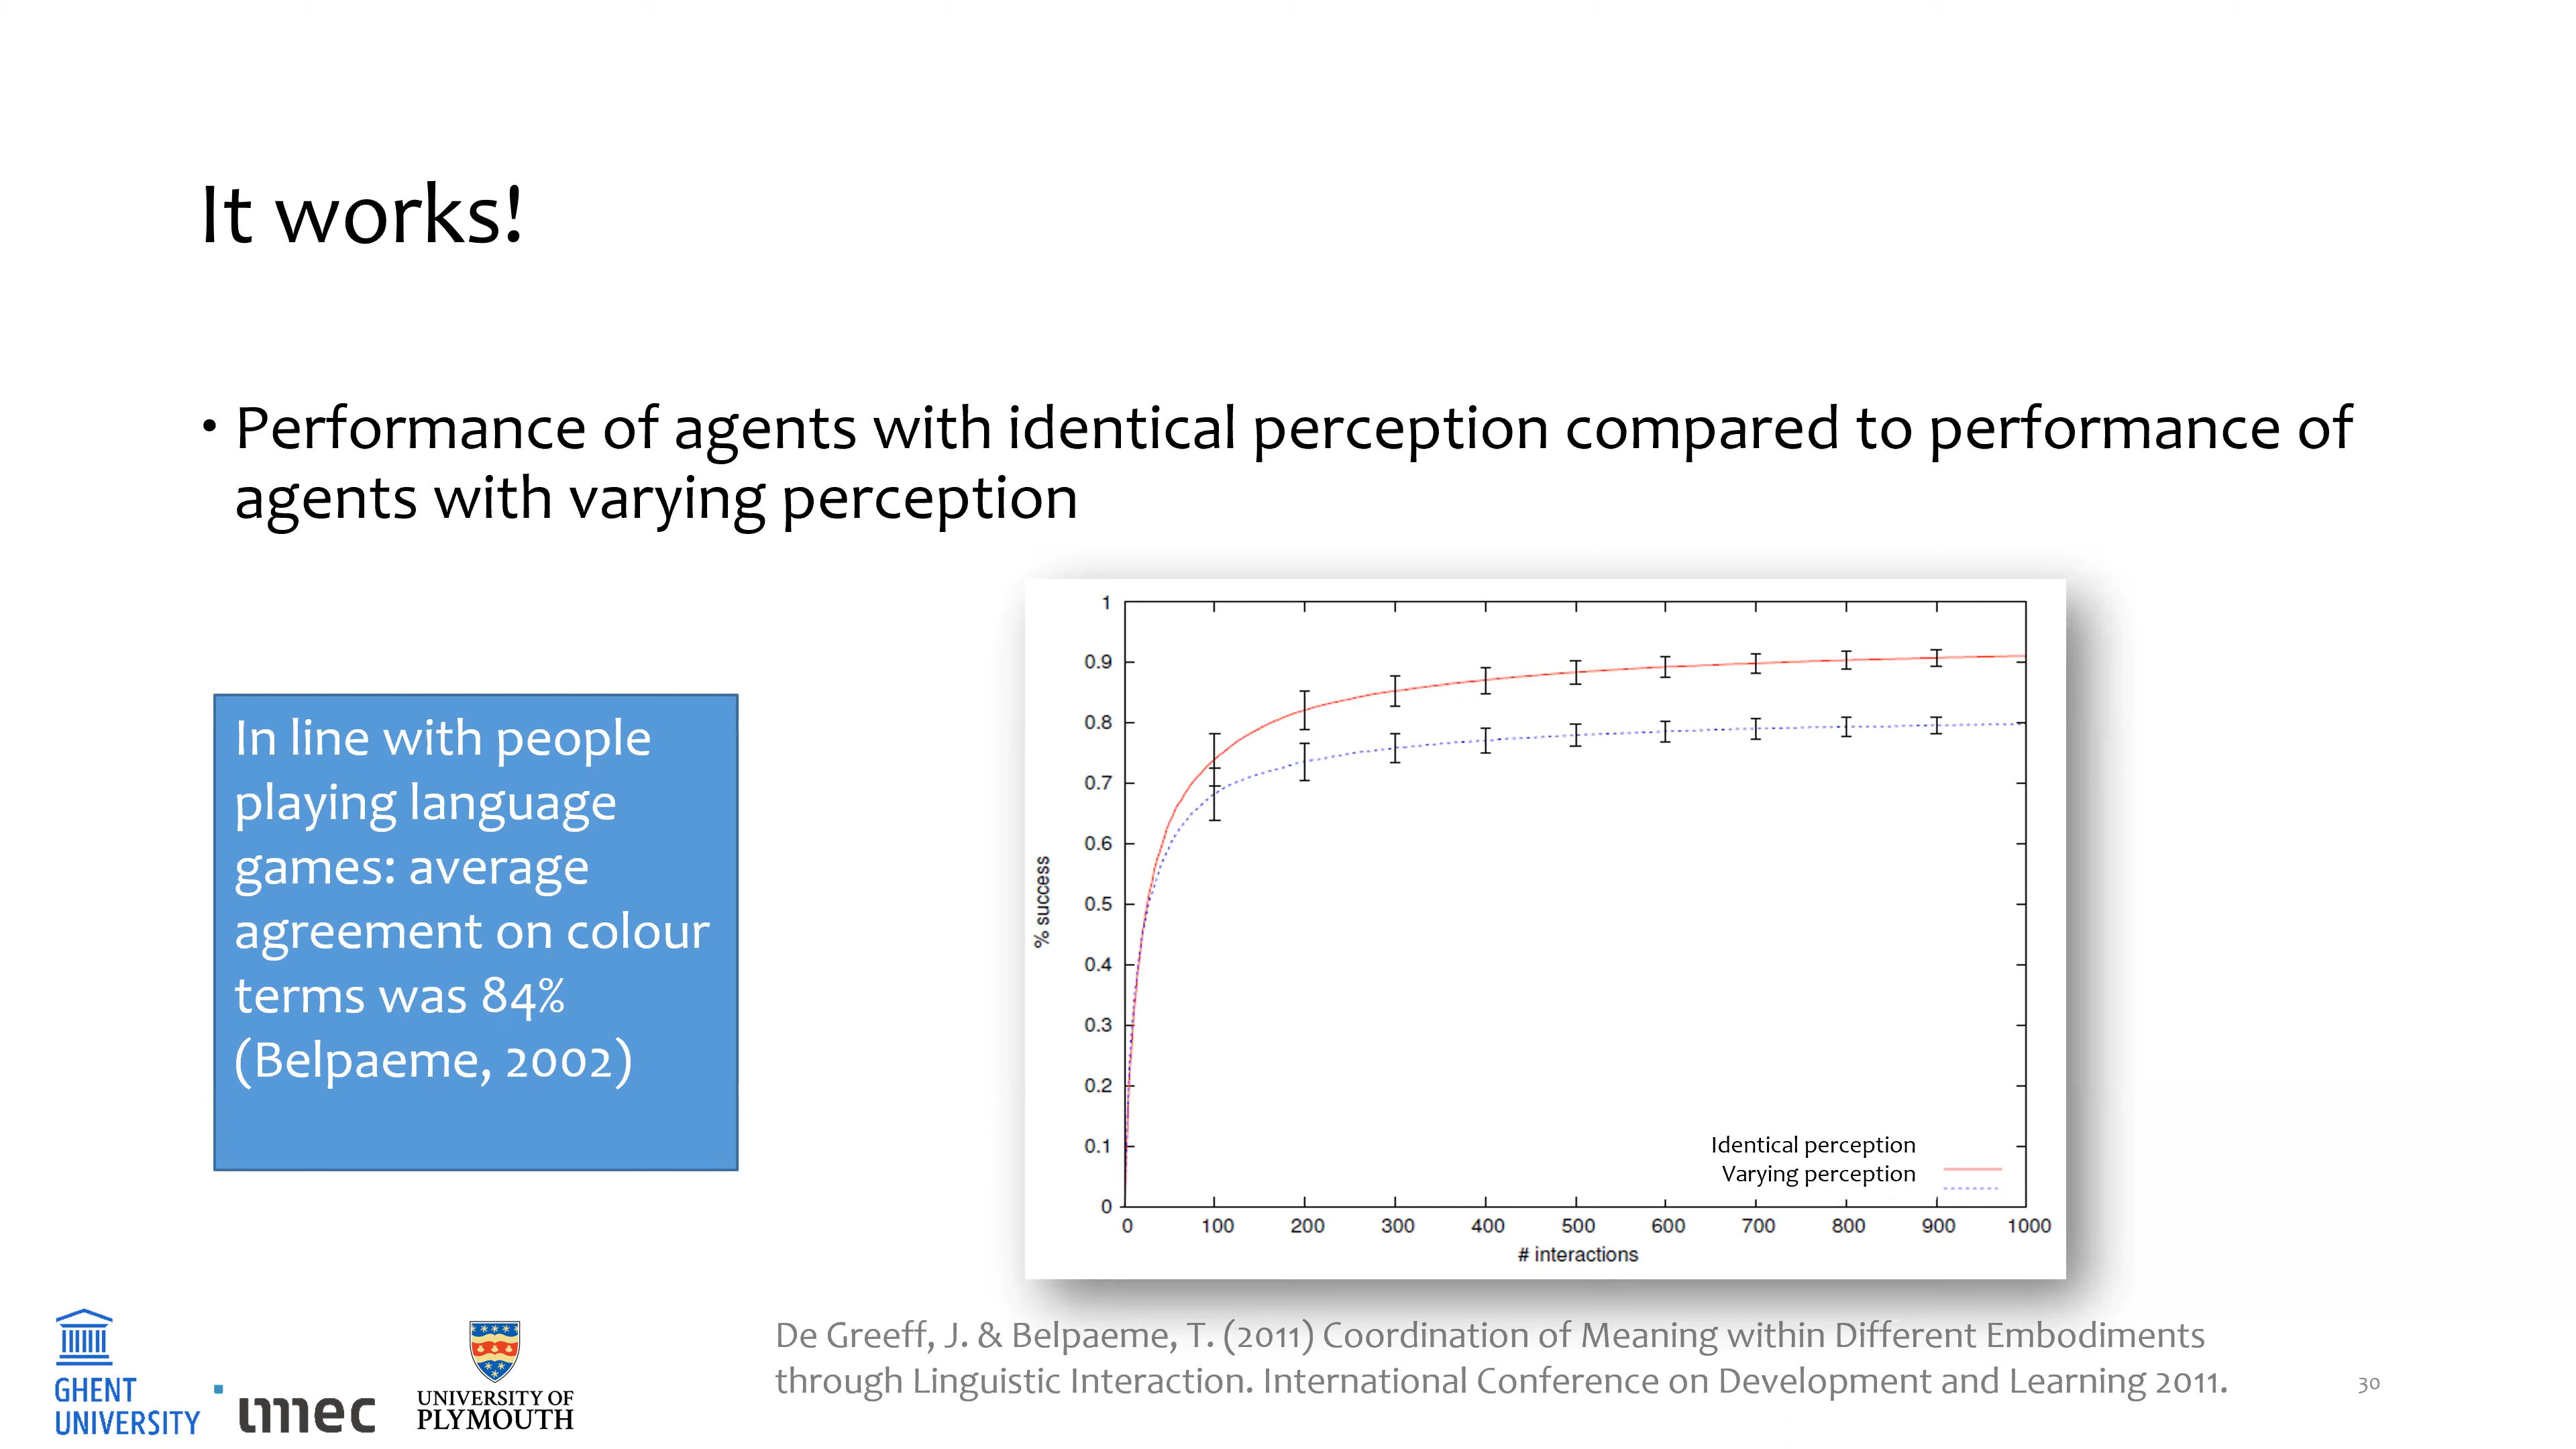 It works!
• Performance of agents with identical perception compared to performance of
agents with varying perception
In line with people
playing language
games: average
agreement on colour
terms was 84%
(Belpaeme, 2002)
1
0.9
0.8
0.7
0.6
0.5
0.4
0.3
0.2
0.1
0
% success
Identical perception
Varying perception
0 100 200 300 400 500 600 700 800 900 1000
# interactions
De Greeff, J. & Belpaeme, T. (2011) Coordination of Meaning within Different Embodiments
through Linguistic Interaction. International Conference on Development and Learning 2011.
30
GHENT
UNIVERSITY
imec
UNIVERSITY OF
PLYMOUTH